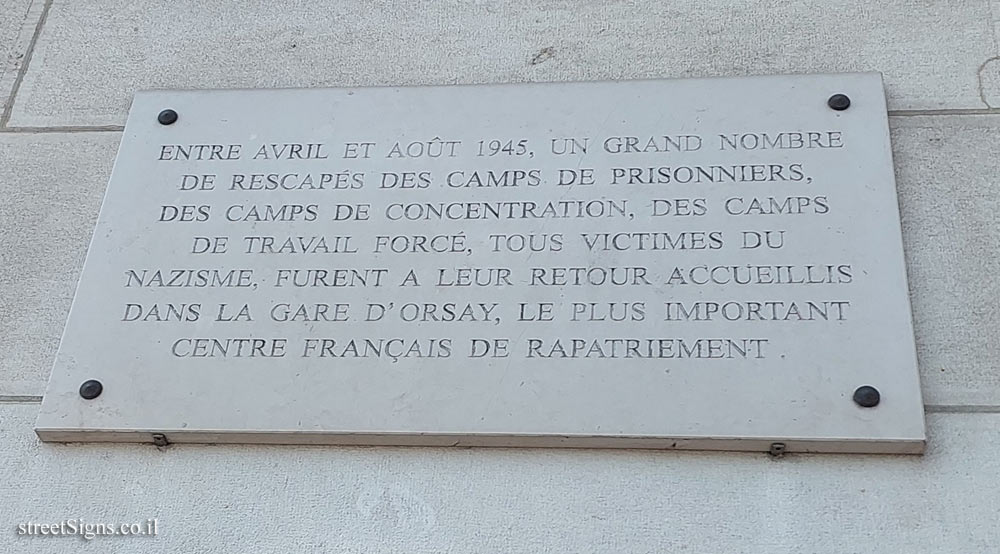 ENTRE AVRIL ET AOÛT 1945, UN GRAND NOMBRE
DE RESCAPÉS DES CAMPS DE PRISONNIERS,
DES CAMPS DE CONCENTRATION, DES CAMPS
DE TRAVAIL FORCÉ, TOUS VICTIMES DU
NAZISME, FURENT A LEUR RETOUR ACCUEILLIS
DANS LA GARE D'ORSAY, LE PLUS IMPORTANT
CENTRE FRANÇAIS DE RAPATRIEMENT.
streetSigns.co.il